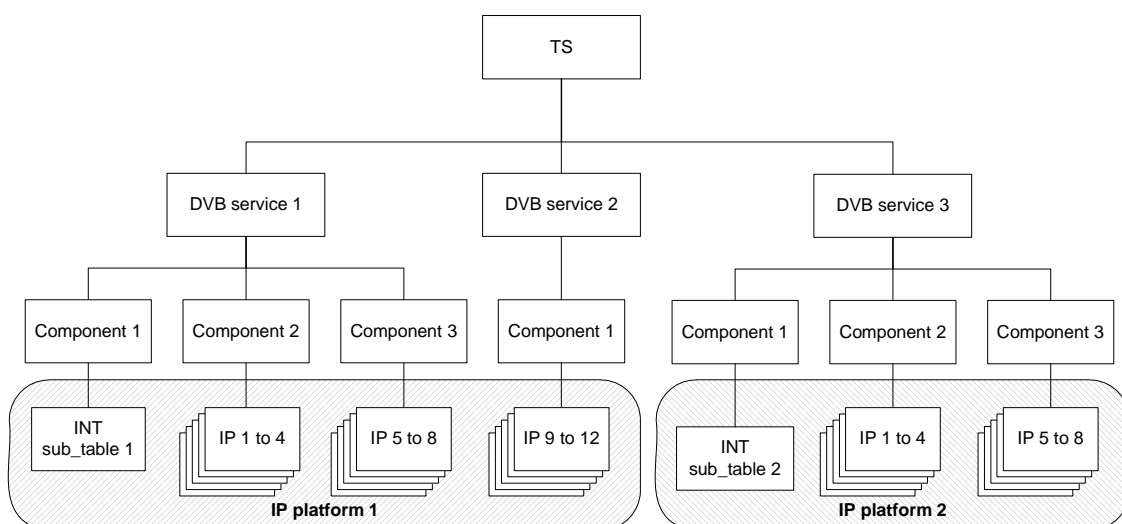 TS
DVB service 1
DVB service 2
DVB service 3
Component 1
Component 2
Component 3
Component 1
Component 1
Component 2
Component 3
INT
sub_table 1
IP 1 to 4
IP 5 to 8
IP 9 to 12
INT
sub_table 2
IP 1 to 4
IP 5 to 8
IP platform 1
IP platform 2